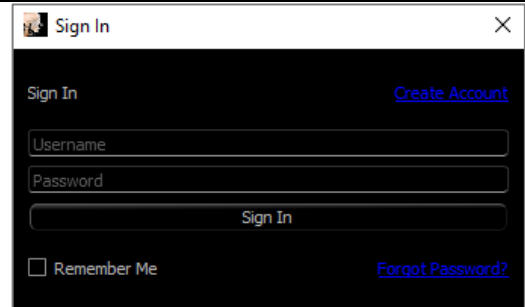 Sign In
Sign In Create Account
Username
Password
Sign In
Remember Me Forgot Password?